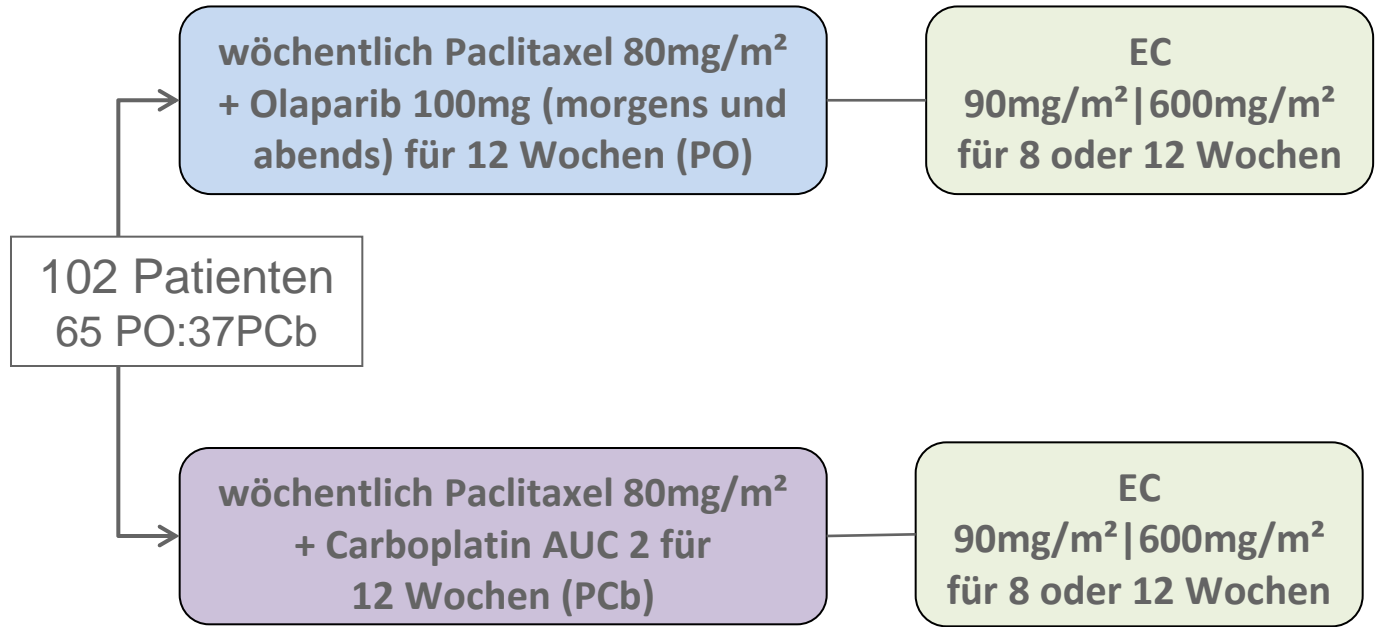 wöchentlich Paclitaxel 80mg/m²
+ Olaparib 100mg (morgens und
abends) für 12 Wochen (PO)
EC
90mg/m²|600mg/m²
für 8 oder 12 Wochen
102 Patienten
65 PO:37PCb
wöchentlich Paclitaxel 80mg/m²
+ Carboplatin AUC 2 für
12 Wochen (PCb)
EC
90mg/m²|600mg/m²
für 8 oder 12 Wochen